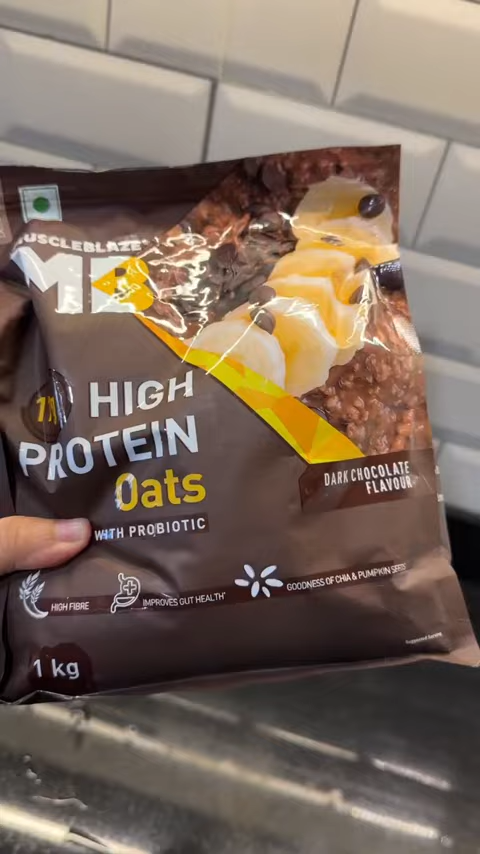 MUSCLEBLAZE
MB
HIGH
PROTEIN
Oats
WITH PROBIOTIC
DARK CHOCOLATE
FLAVOUR
HIGH FIBRE
IMPROVES GUT HEALTH*
GOODNESS OF CHIA & PUMPKIN SEEDS
1 kg